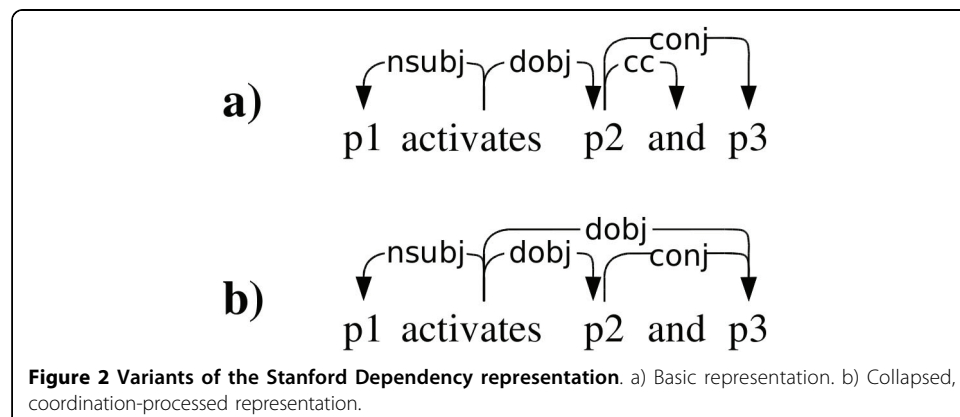 nsubj dobj cc conj
a)
p1 activates p2 and p3
dobj
nsubj dobj conj
b)
p1 activates p2 and p3
Figure 2 Variants of the Stanford Dependency representation. a) Basic representation. b) Collapsed,
coordination-processed representation.